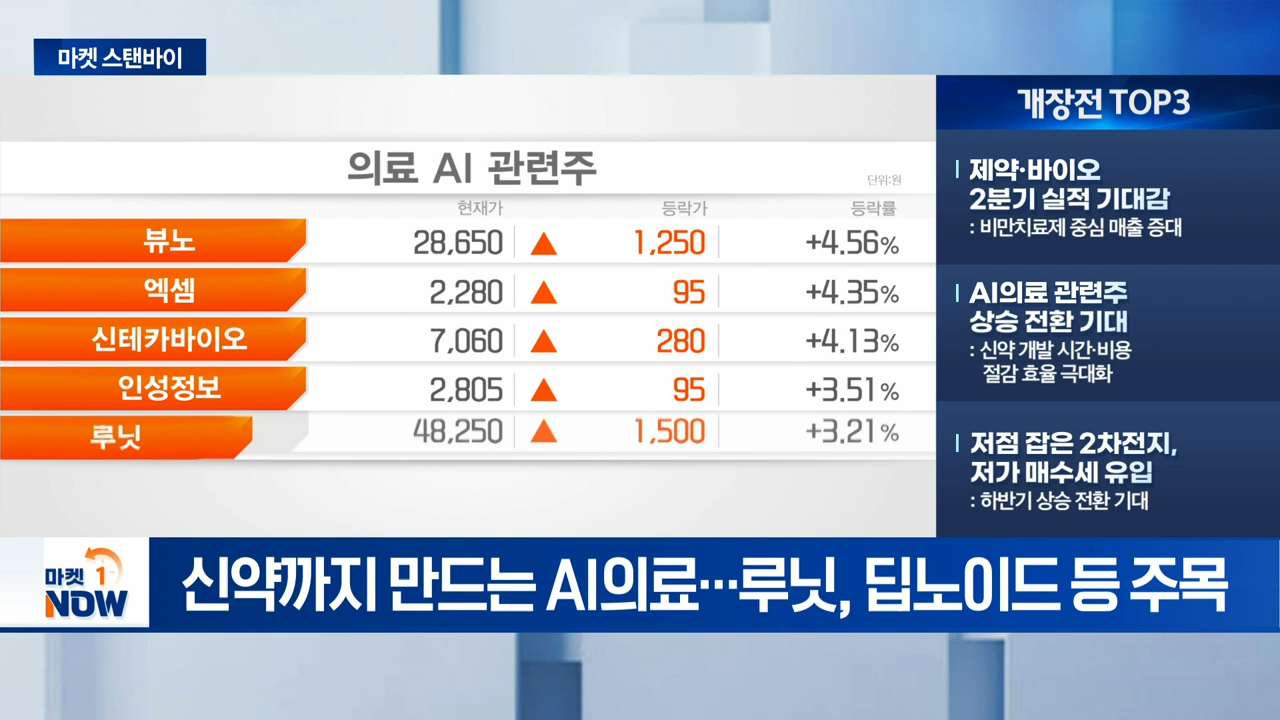 마켓 스탠바이
의료 AI 관련주
단위:원
현재가 등락가 등락률
뷰노 28,650 ▲ 1,250 +4.56%
엑셈 2,280 ▲ 95 +4.35%
신테카바이오 7,060 ▲ 280 +4.13%
인성정보 2,805 ▲ 95 +3.51%
루닛 48,250 ▲ 1,500 +3.21%
개장전 TOP3
제약·바이오
2분기 실적 기대감
: 비만치료제 중심 매출 증대
AI의료 관련주
상승 전환 기대
: 신약 개발 시간·비용
절감 효율 극대화
저점 잡은 2차전지,
저가 매수세 유입
: 하반기 상승 전환 기대
마켓 1
NOW
신약까지 만드는 AI의료…루닛, 딥노이드 등 주목